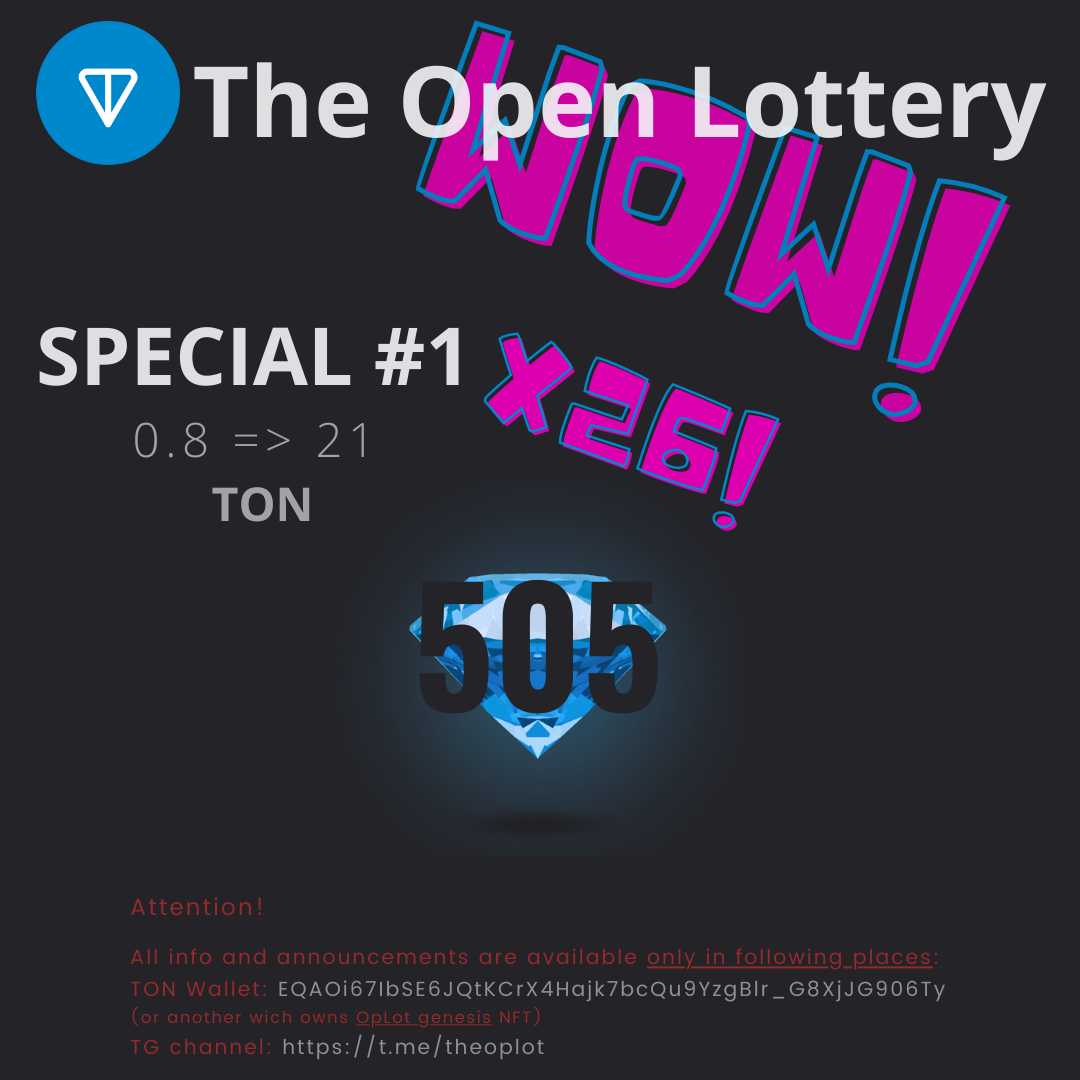 The Open Lottery
WOW!
SPECIAL #1
x26!
0.8 => 21
TON
505
Attention!
All info and announcements are available only in following places:
TON Wallet: EQAOi67IbSE6JQtKCrX4Hajk7bcQu9YzgBlr_G8XjJG906Ty
(or another wich owns OpLot genesis NFT)
TG channel: https://t.me/theoplot